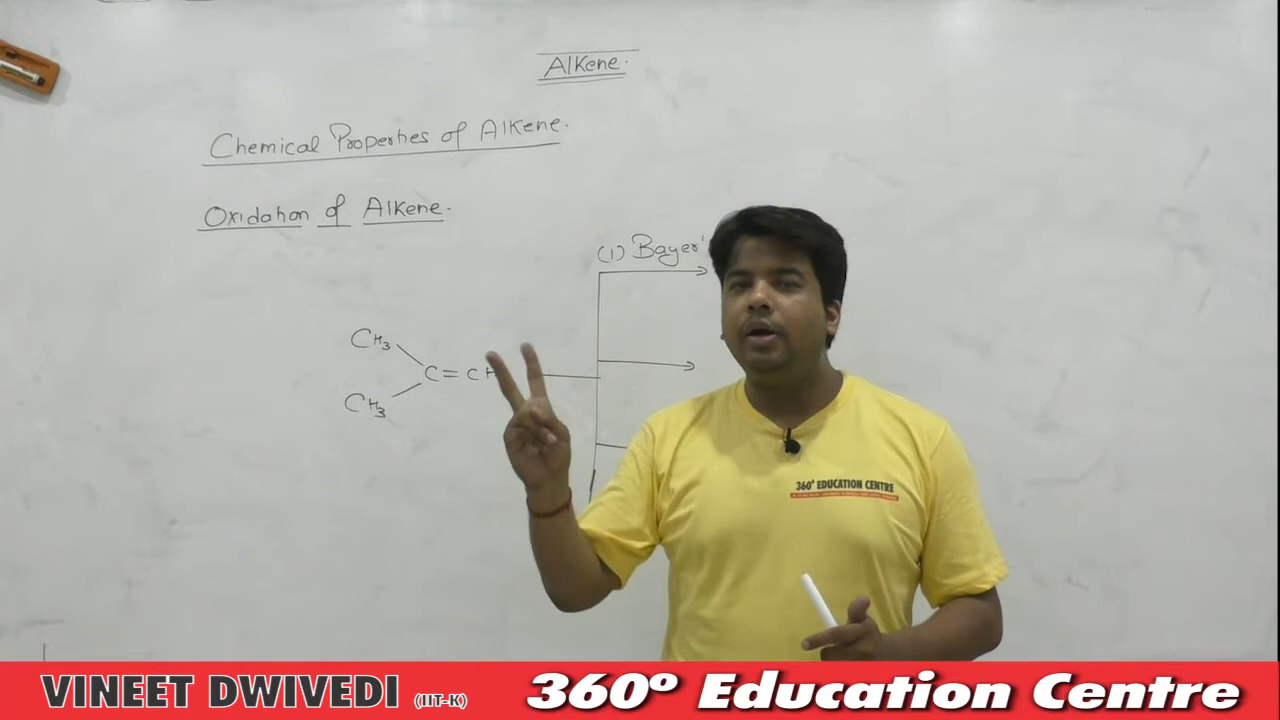 Alkene.
Chemical Properties of Alkene.
Oxidation of Alkene.
(1) Bayer'
CH3
C=CH
CH3
360° EDUCATION CENTRE
VINEET DWIVEDI (IIT-K) 360° Education Centre